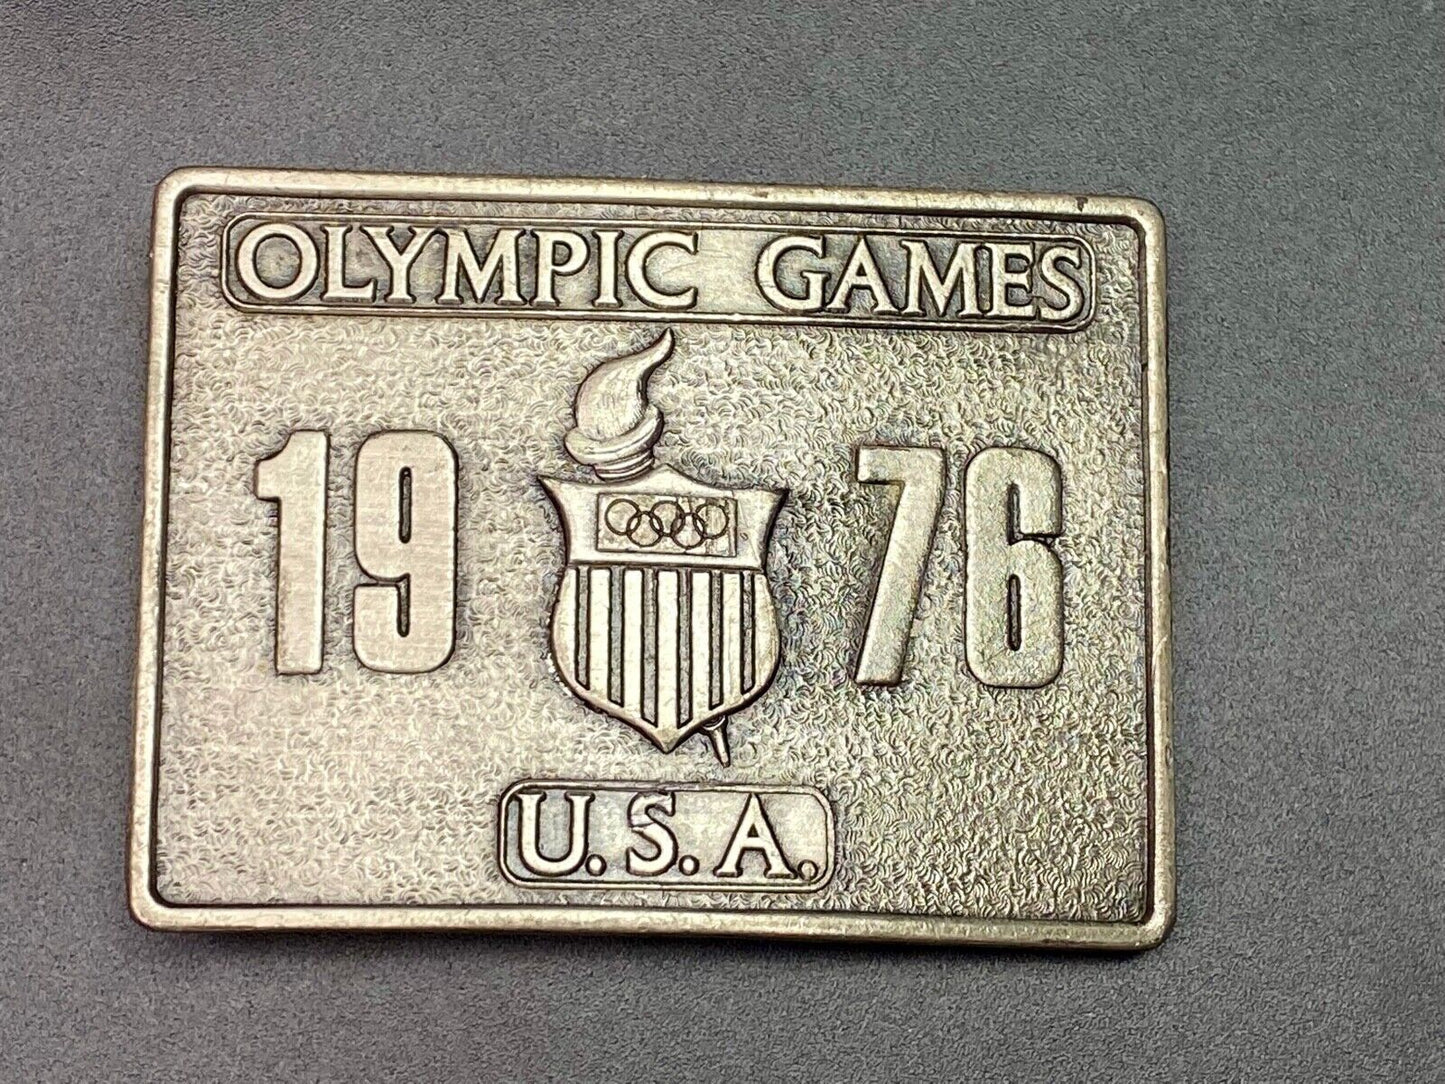 OLYMPIC GAMES
19 76
U.S.A.